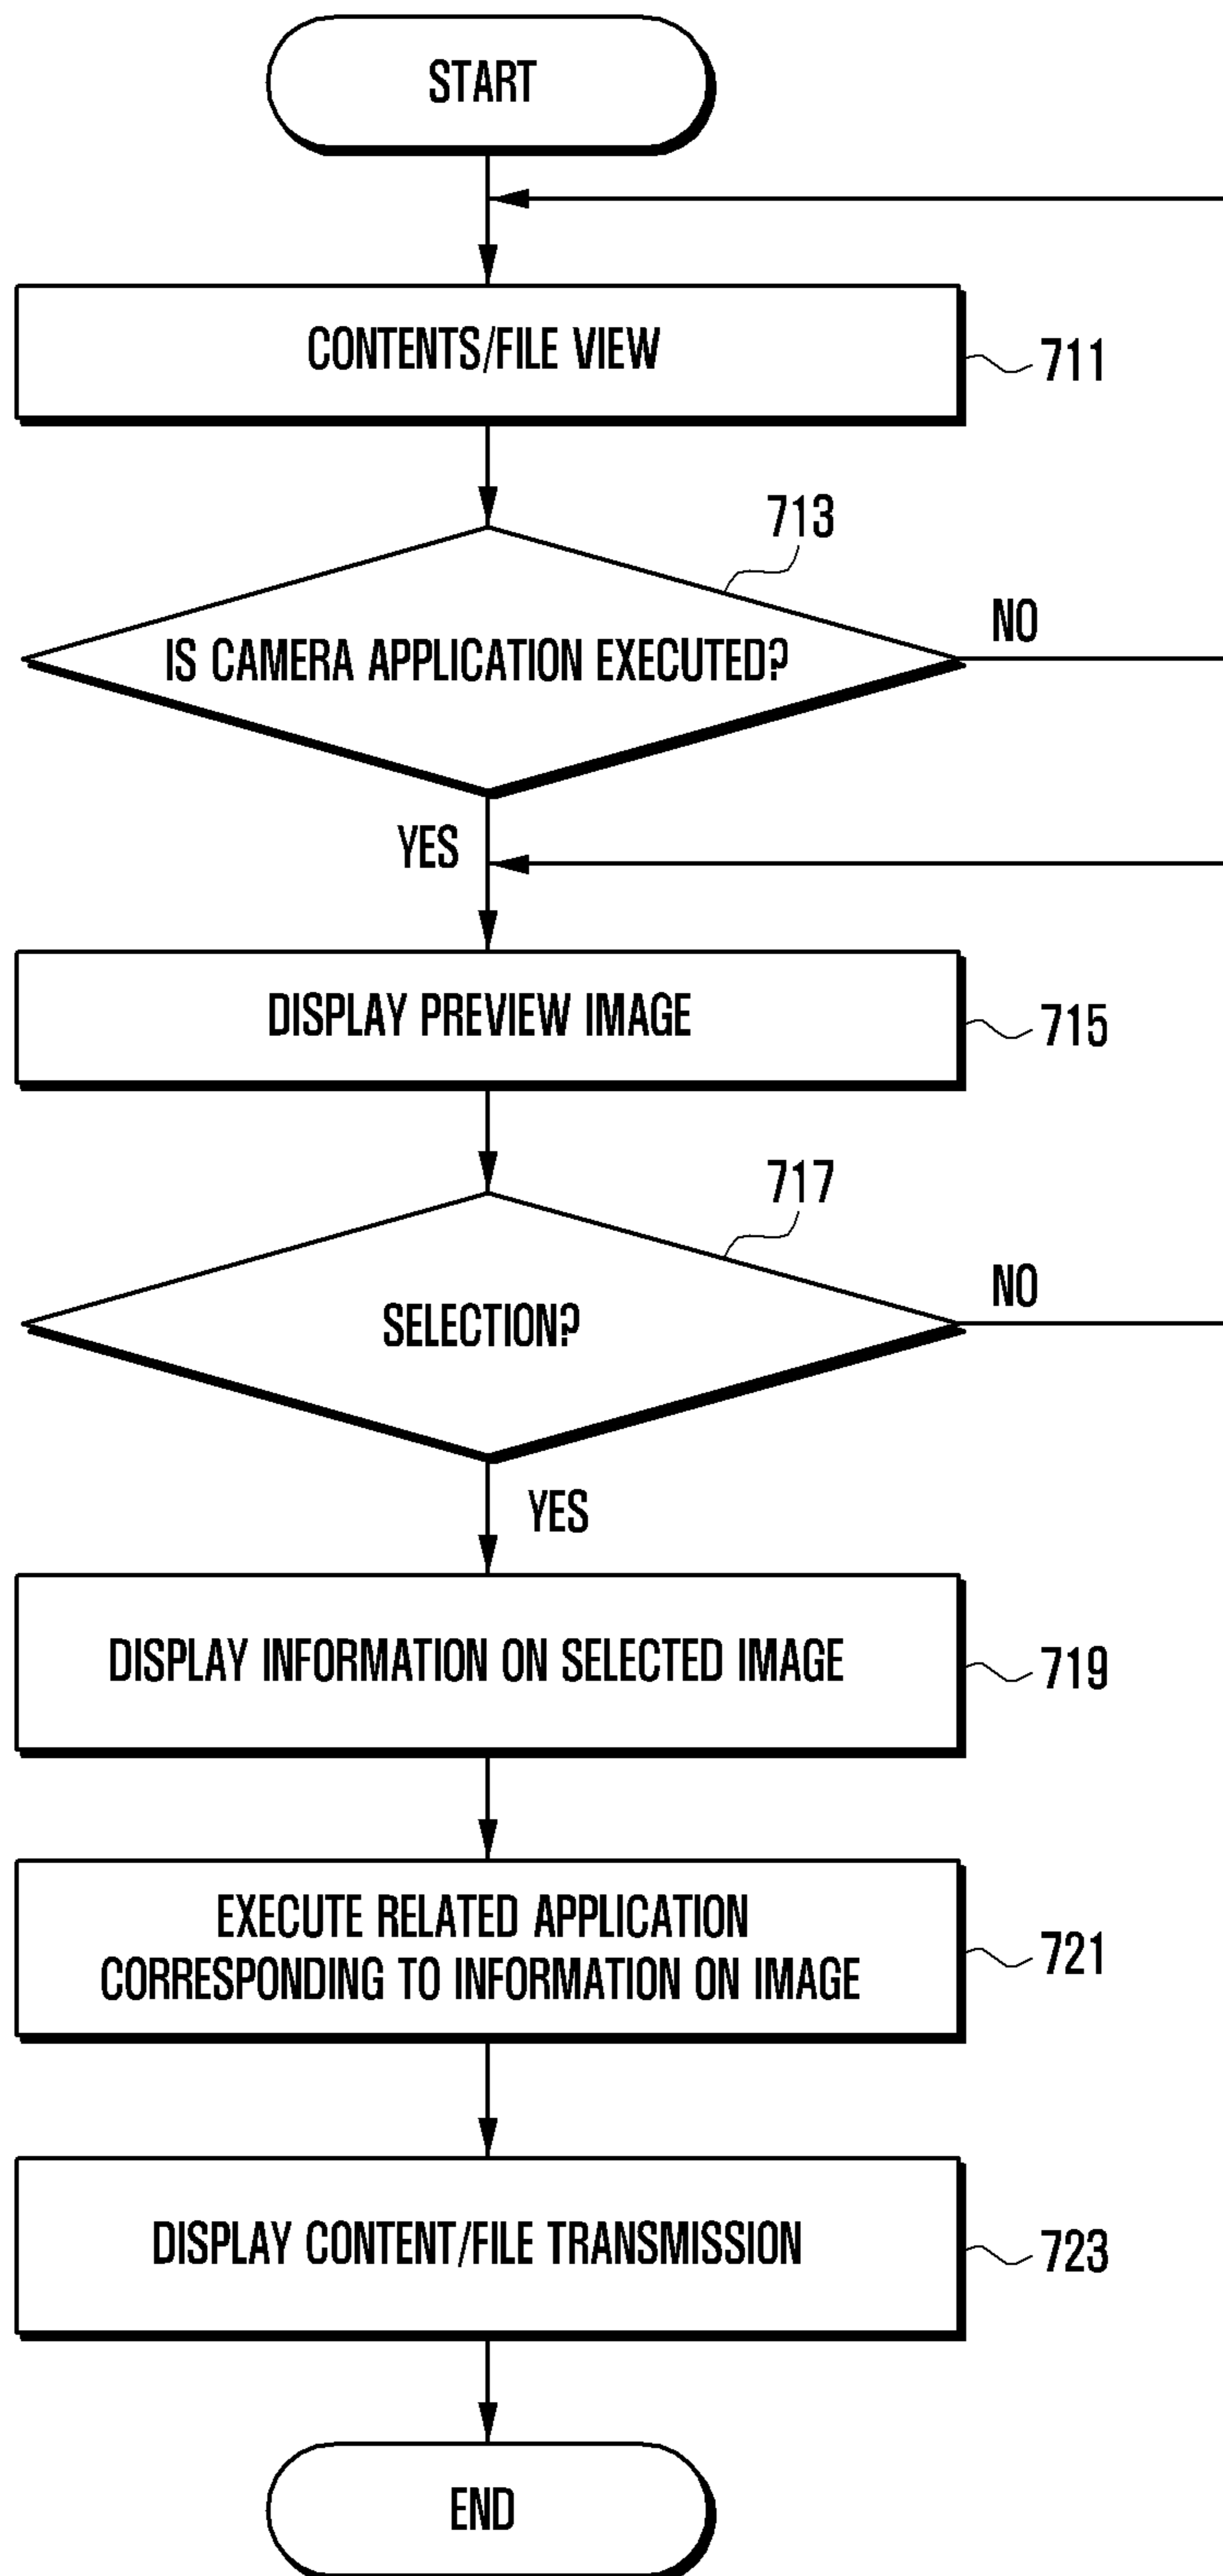 START
CONTENTS/FILE VIEW
711
713
IS CAMERA APPLICATION EXECUTED?
NO
YES
DISPLAY PREVIEW IMAGE
715
717
SELECTION?
NO
YES
DISPLAY INFORMATION ON SELECTED IMAGE
719
EXECUTE RELATED APPLICATION
CORRESPONDING TO INFORMATION ON IMAGE
721
DISPLAY CONTENT/FILE TRANSMISSION
723
END